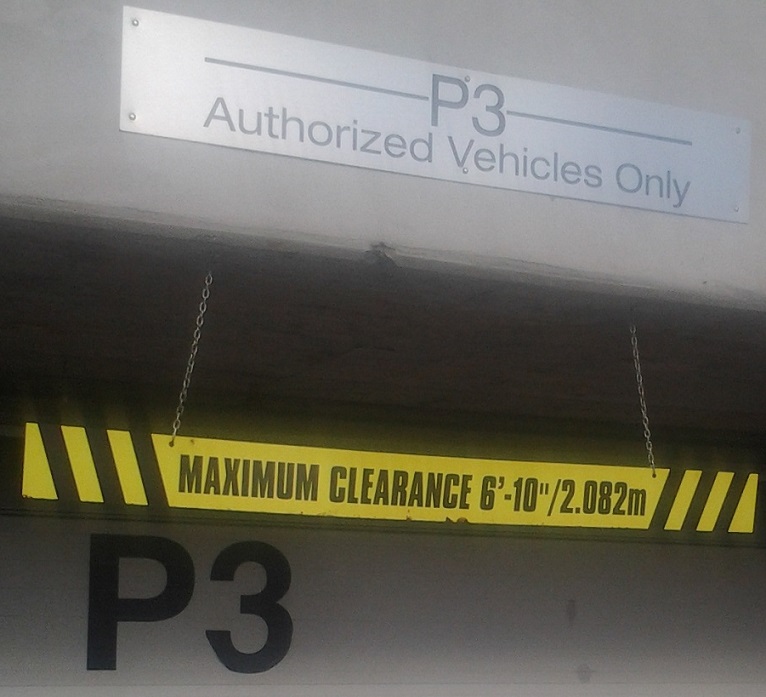 P3
Authorized Vehicles Only
MAXIMUM CLEARANCE 6'-10"/2.082m
P3